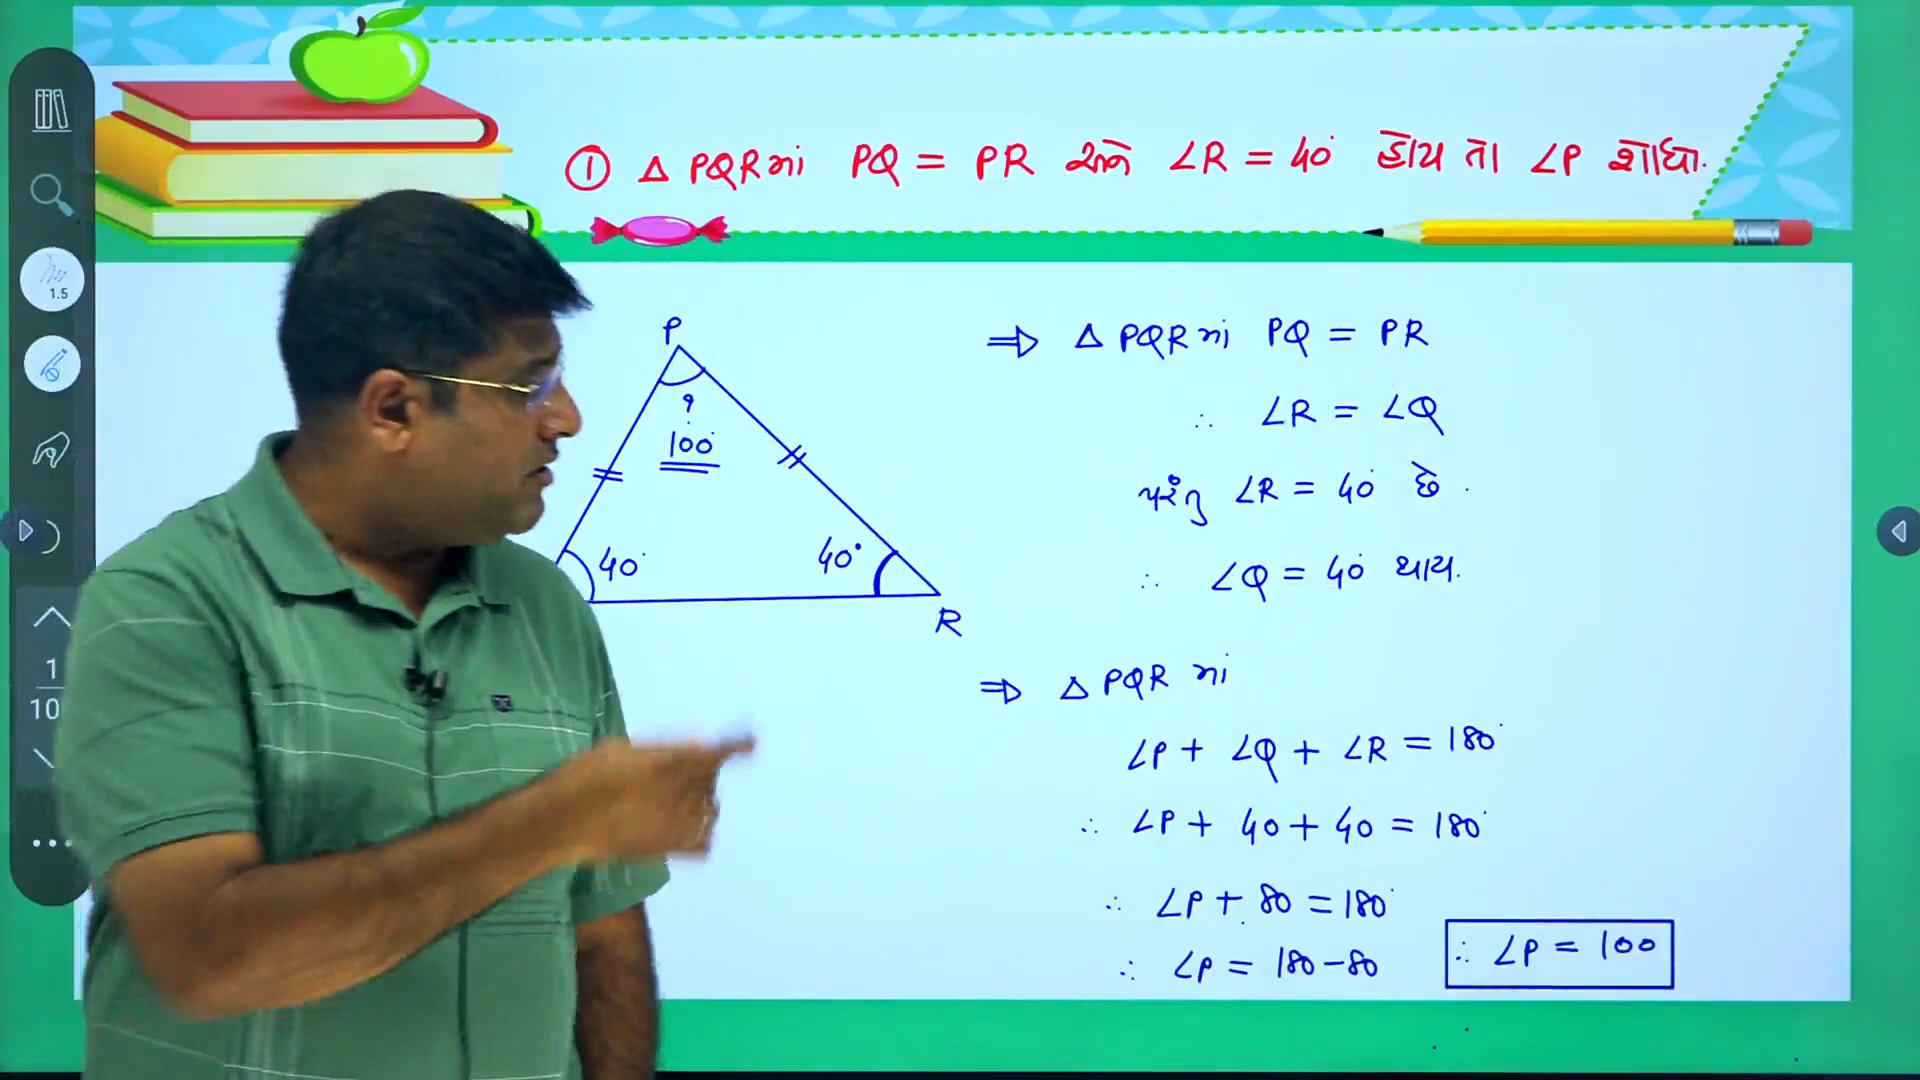 ① △ PQRમાં PQ = PR અને ∠R = 40° હોય તો ∠P શોધો.
1.5
1
10
P
?
100°
40°
40°
R
⇒ △ PQR માં PQ = PR
∴ ∠R = ∠Q
પરંતુ ∠R = 40° છે.
∴ ∠Q = 40° થાય.
⇒ △ PQR માં
∠P + ∠Q + ∠R = 180°
∴ ∠P + 40 + 40 = 180°
∴ ∠P + 80 = 180°
∴ ∠P = 180 - 80
∴ ∠P = 100